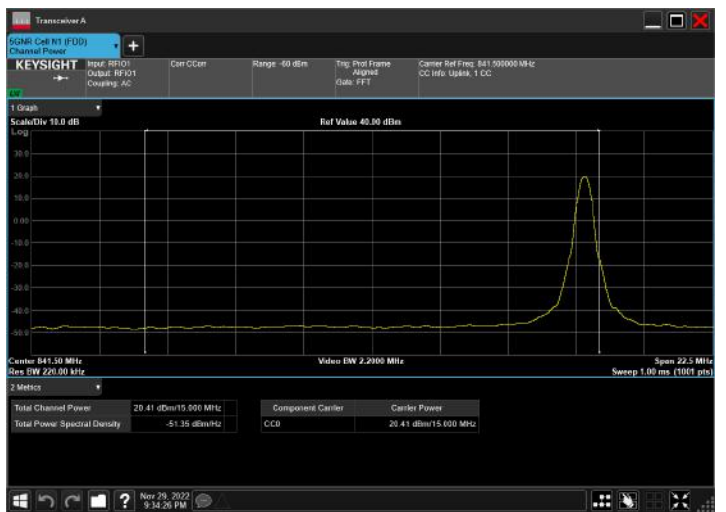 Transceiver A
5GNR Cell N1 (FDD)
Channel Power
KEYSIGHT
Input: RFIO1
Output: RFIO1
Coupling: AC
Corr CCorr
Range -60 dBm
Trig: Prot Frame
Aligned
Gate: FFT
Carrier Ref Freq: 841.500000 MHz
CC Info: Uplink, 1 CC
1 Graph
Scale/Div 10.0 dB
Ref Value 40.00 dBm
Log
30.0
20.0
10.0
0.00
-10.0
-20.0
-30.0
-40.0
-50.0
Center 841.50 MHz
Video BW 2.2000 MHz
Span 22.5 MHz
Res BW 220.00 kHz
Sweep 1.00 ms (1001 pts)
2 Metrics
Total Channel Power
20.41 dBm/15.000 MHz
Total Power Spectral Density
-51.35 dBm/Hz
Component Carrier
Carrier Power
CC0
20.41 dBm/15.000 MHz
Nov 29, 2022
9:34:26 PM